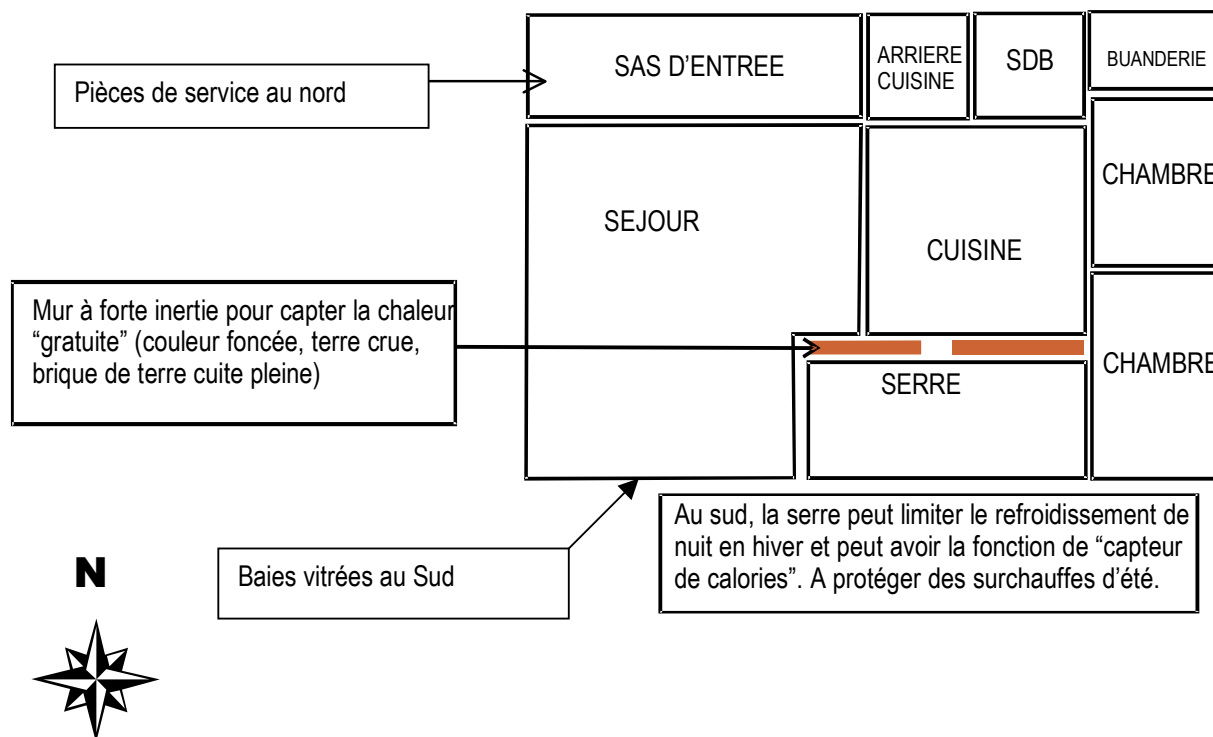 SAS D’ENTREE
ARRIERE
CUISINE
SDB
BUANDERIE
Pièces de service au nord
CHAMBRE
SEJOUR
CUISINE
Mur à forte inertie pour capter la chaleur
“gratuite” (couleur foncée, terre crue,
brique de terre cuite pleine)
CHAMBRE
SERRE
Au sud, la serre peut limiter le refroidissement de
nuit en hiver et peut avoir la fonction de “capteur
de calories”. A protéger des surchauffes d’été.
Baies vitrées au Sud
N